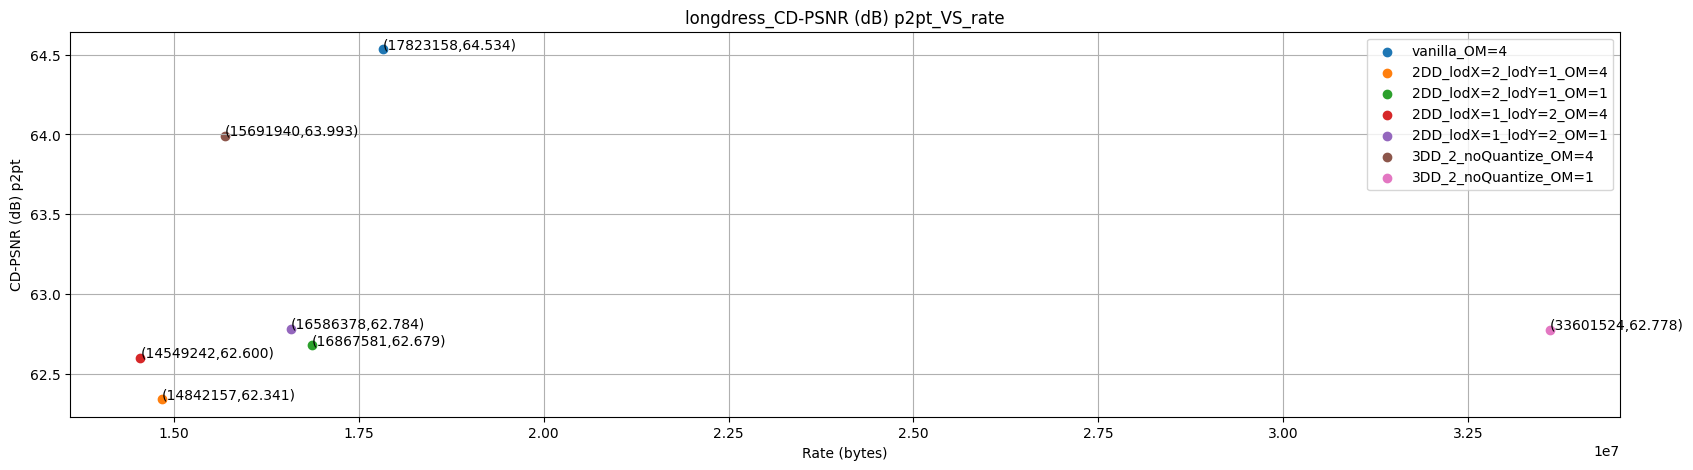 longdress_CD-PSNR (dB) p2pt_VS_rate
CD-PSNR (dB) p2pt
64.5
64.0
63.5
63.0
62.5
(17823158,64.534)
(15691940,63.993)
(16586378,62.784)
(16867581,62.679)
(14549242,62.600)
(14842157,62.341)
(33601524,62.778)
vanilla_OM=4
2DD_lodX=2_lodY=1_OM=4
2DD_lodX=2_lodY=1_OM=1
2DD_lodX=1_lodY=2_OM=4
2DD_lodX=1_lodY=2_OM=1
3DD_2_noQuantize_OM=4
3DD_2_noQuantize_OM=1
1.50 1.75 2.00 2.25 2.50 2.75 3.00 3.25
1e7
Rate (bytes)